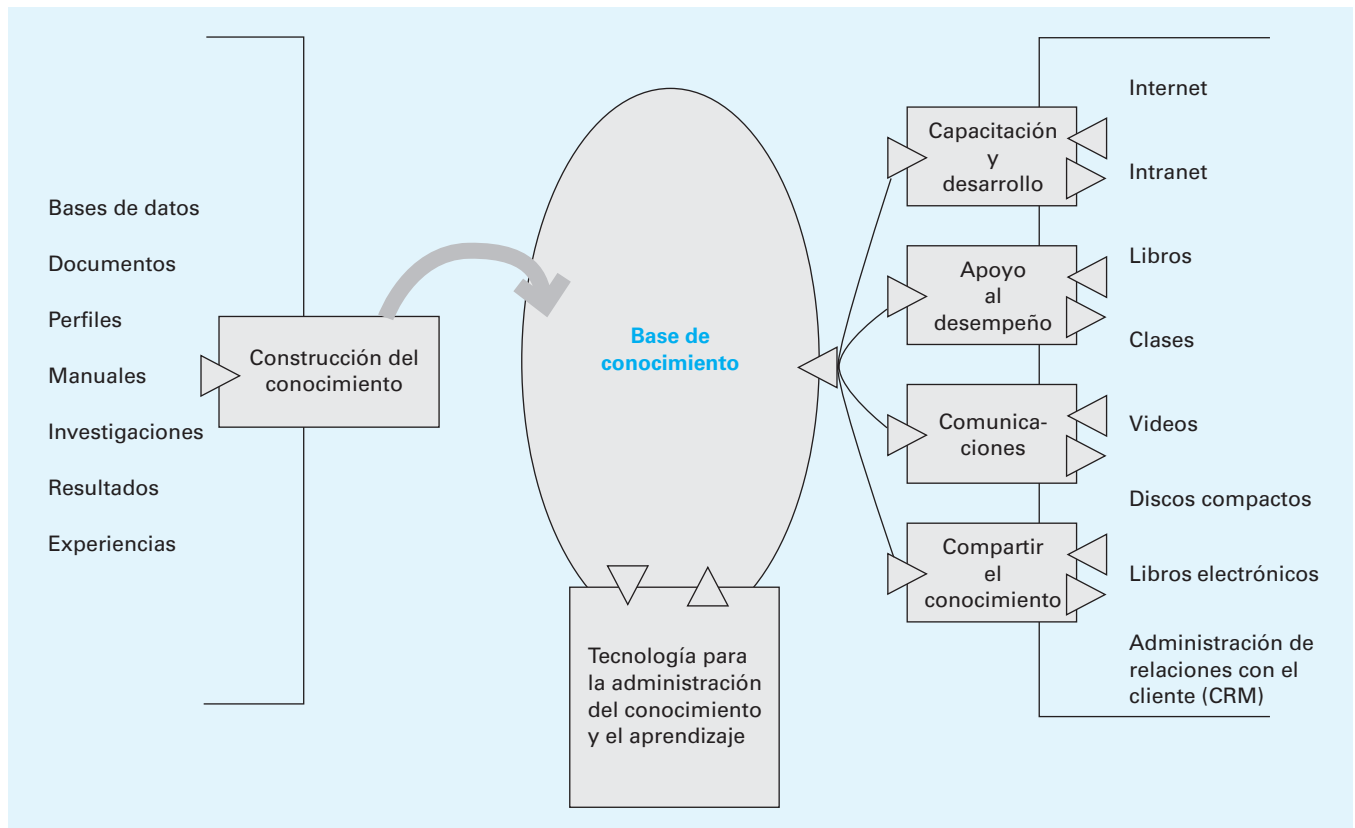 Bases de datos
Documentos
Perfiles
Manuales
Investigaciones
Resultados
Experiencias
Construcción del
conocimiento
Base de
conocimiento
Tecnología para
la administración
del conocimiento
y el aprendizaje
Capacitación
y
desarrollo
Apoyo
al
desempeño
Comunica-
ciones
Compartir
el
conocimiento
Internet
Intranet
Libros
Clases
Videos
Discos compactos
Libros electrónicos
Administración de
relaciones con el
cliente (CRM)